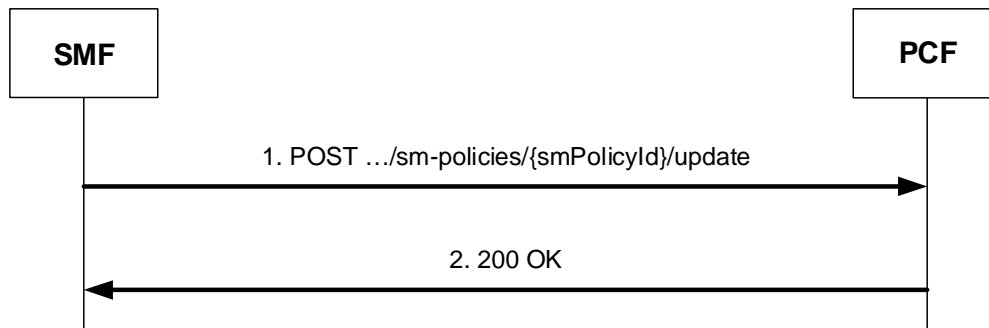 SMF
PCF
1. POST …/sm-policies/{smPolicyId}/update
2. 200 OK